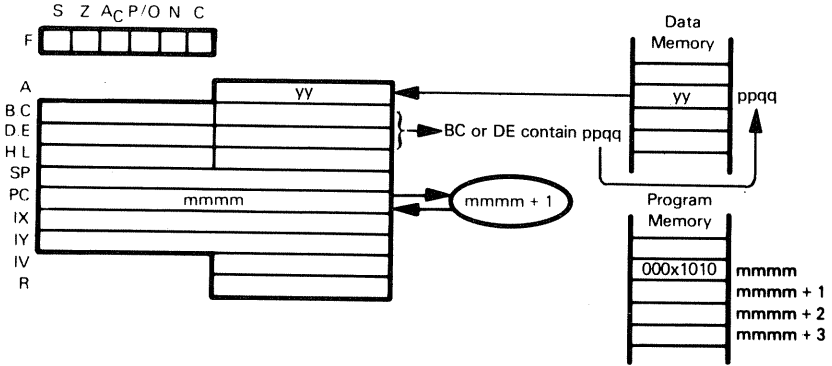 S Z AC P/O N C
F
Data
Memory
A
yy
yy
ppqq
B C
D.E
H L
BC or DE contain ppqq
SP
PC
mmmm
mmmm + 1
IX
IY
IV
R
Program
Memory
000x1010
mmmm
mmmm + 1
mmmm + 2
mmmm + 3